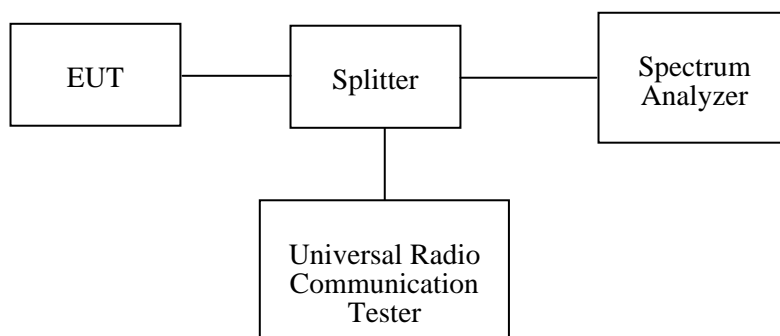 EUT
Splitter
Spectrum
Analyzer
Universal Radio
Communication
Tester